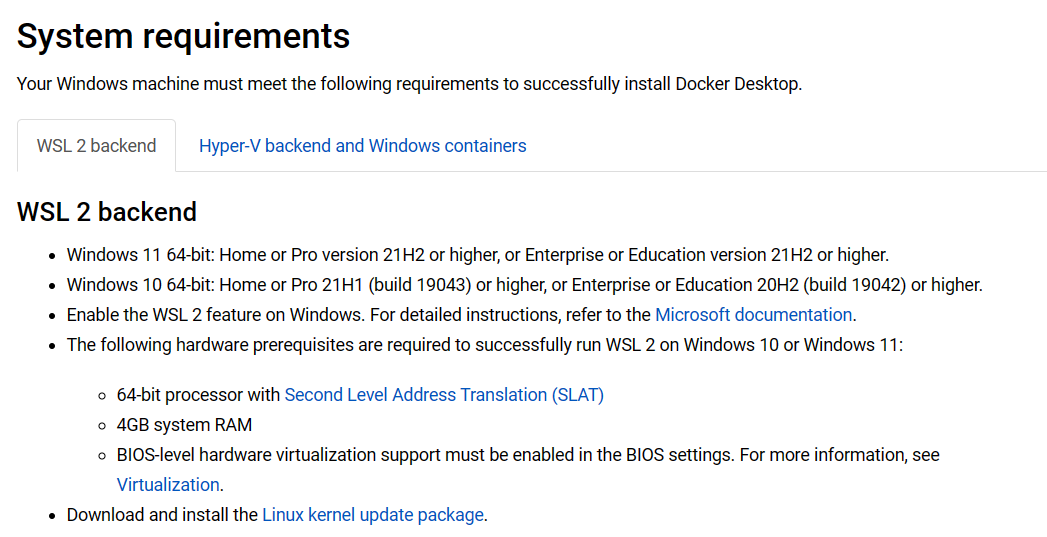 System requirements
Your Windows machine must meet the following requirements to successfully install Docker Desktop.
WSL 2 backend
Hyper-V backend and Windows containers
WSL 2 backend
Windows 11 64-bit: Home or Pro version 21H2 or higher, or Enterprise or Education version 21H2 or higher.
Windows 10 64-bit: Home or Pro 21H1 (build 19043) or higher, or Enterprise or Education 20H2 (build 19042) or higher.
Enable the WSL 2 feature on Windows. For detailed instructions, refer to the Microsoft documentation.
The following hardware prerequisites are required to successfully run WSL 2 on Windows 10 or Windows 11:
64-bit processor with Second Level Address Translation (SLAT)
4GB system RAM
BIOS-level hardware virtualization support must be enabled in the BIOS settings. For more information, see
Virtualization.
Download and install the Linux kernel update package.